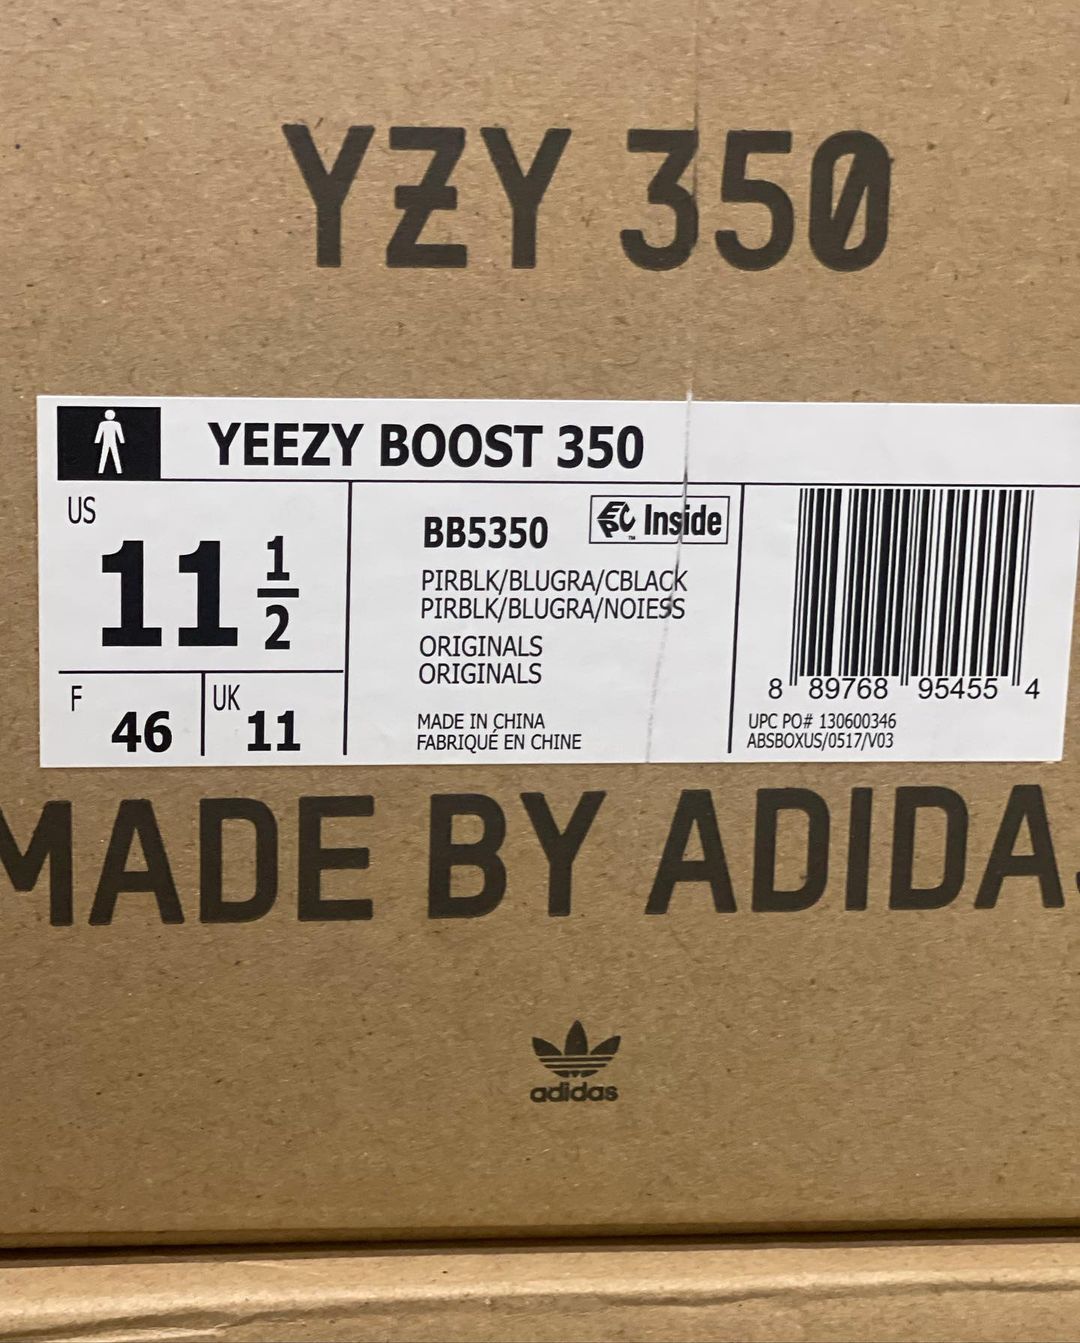 YZY 350
YEEZY BOOST 350
US
11 1/2
F
46
UK
11
BB5350
EPC™ Inside
PIRBLK/BLUGRA/CBLACK
PIRBLK/BLUGRA/NOIESS
ORIGINALS
ORIGINALS
MADE IN CHINA
FABRIQUÉ EN CHINE
8 89768 95455 4
UPC PO# 130600346
ABSBOXUS/0517/V03
MADE BY ADIDA
adidas